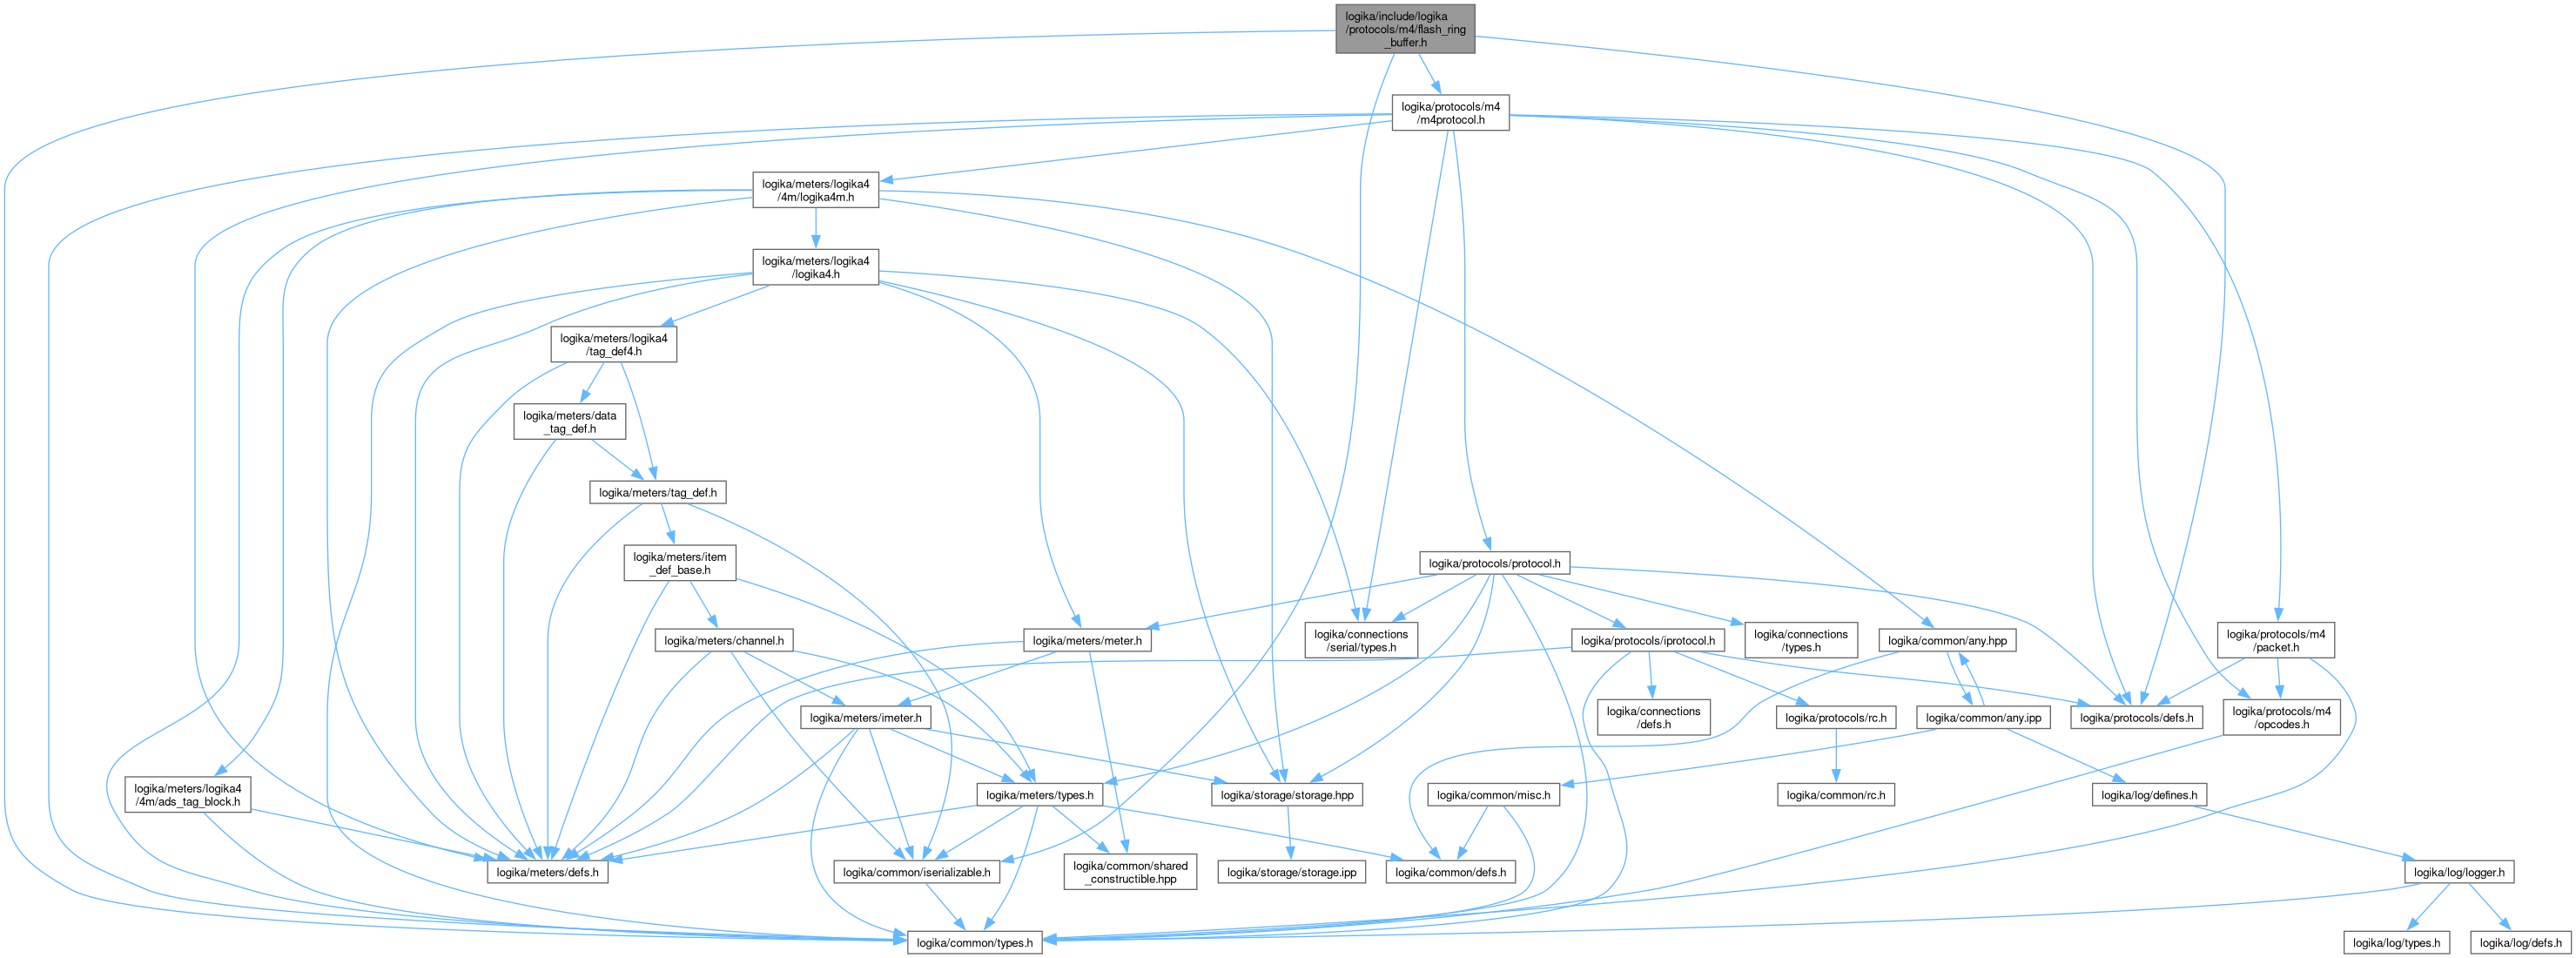 logika/include/logika
/protocols/m4/flash_ring
_buffer.h
logika/protocols/m4
/m4protocol.h
logika/meters/logika4
/4m/logika4m.h
logika/meters/logika4
/logika4.h
logika/meters/logika4
/tag_def4.h
logika/meters/data
_tag_def.h
logika/meters/tag_def.h
logika/meters/item
_def_base.h
logika/protocols/protocol.h
logika/meters/channel.h
logika/meters/meter.h
logika/connections
/serial/types.h
logika/protocols/iprotocol.h
logika/connections
/types.h
logika/common/any.hpp
logika/protocols/m4
/packet.h
logika/meters/imeter.h
logika/connections
/defs.h
logika/protocols/rc.h
logika/common/any.ipp
logika/protocols/defs.h
logika/protocols/m4
/opcodes.h
logika/meters/logika4
/4m/ads_tag_block.h
logika/meters/types.h
logika/storage/storage.hpp
logika/common/misc.h
logika/common/rc.h
logika/log/defines.h
logika/meters/defs.h
logika/common/iserializable.h
logika/common/shared
_constructible.hpp
logika/storage/storage.ipp
logika/common/defs.h
logika/log/logger.h
logika/common/types.h
logika/log/types.h
logika/log/defs.h